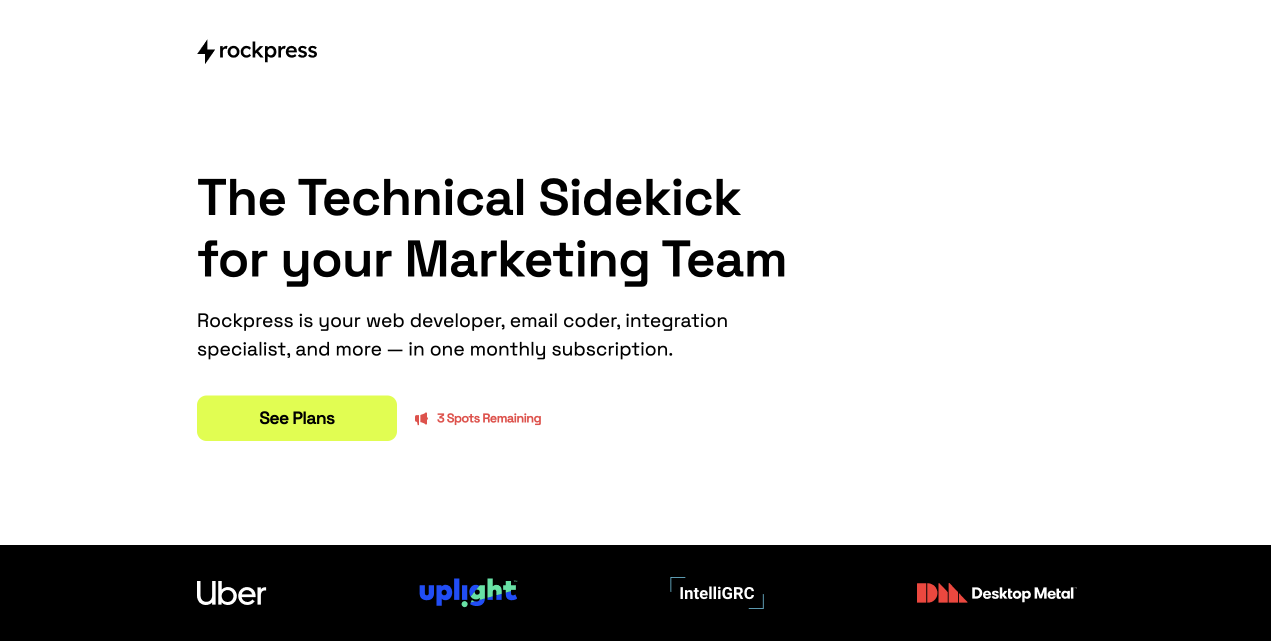 rockpress
The Technical Sidekick
for your Marketing Team
Rockpress is your web developer, email coder, integration
specialist, and more — in one monthly subscription.
See Plans
3 Spots Remaining
Uber
uplight
IntelliGRC
DM Desktop Metal